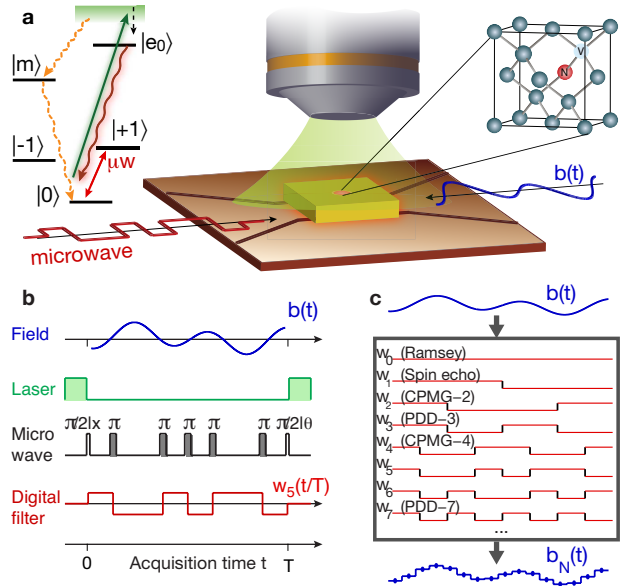 a
|e₀⟩
|m⟩
|+1⟩
|-1⟩
μw
|0⟩
V
N
b(t)
microwave
b
b(t)
Field
Laser
π/2|x π π π π π π/2|θ
Micro
wave
Digital
filter
w₅(t/T)
0 Acquisition time t T
c
b(t)
w₀ (Ramsey)
w₁ (Spin echo)
w₂ (CPMG-2)
w₃ (PDD-3)
w₄ (CPMG-4)
w₅
w₆
w₇ (PDD-7)
...
b_N(t)